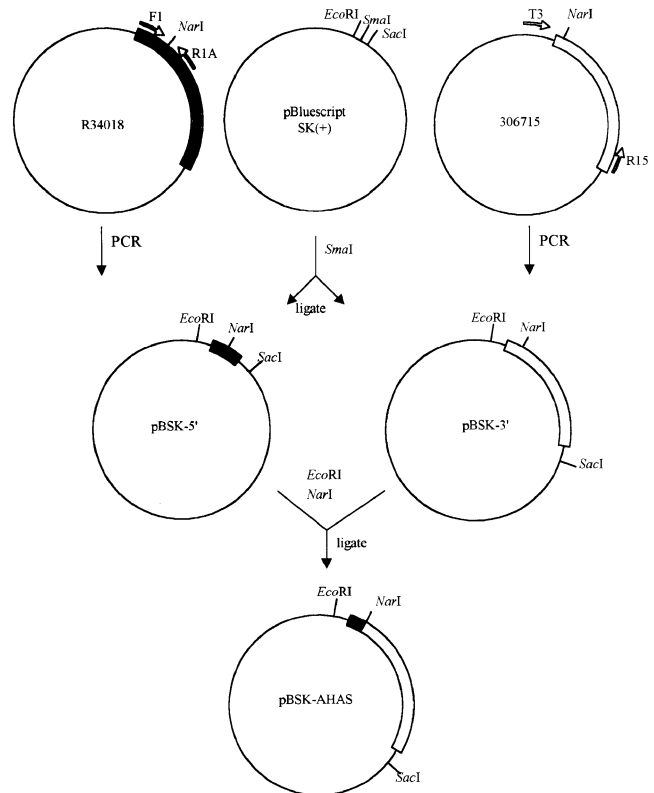 F1
NarI
R1A
R34018
EcoRI
SmaI
SacI
pBluescript
SK(+)
T3
NarI
306715
R15
PCR
SmaI
ligate
PCR
EcoRI
NarI
SacI
pBSK-5'
EcoRI
NarI
pBSK-3'
SacI
EcoRI
NarI
ligate
EcoRI
NarI
pBSK-AHAS
SacI